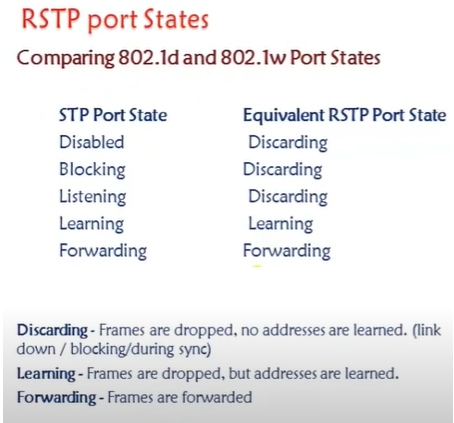 RSTP port States
Comparing 802.1d and 802.1w Port States
STP Port State Equivalent RSTP Port State
Disabled Discarding
Blocking Discarding
Listening Discarding
Learning Learning
Forwarding Forwarding
Discarding - Frames are dropped, no addresses are learned. (link
down / blocking/during sync)
Learning - Frames are dropped, but addresses are learned.
Forwarding - Frames are forwarded